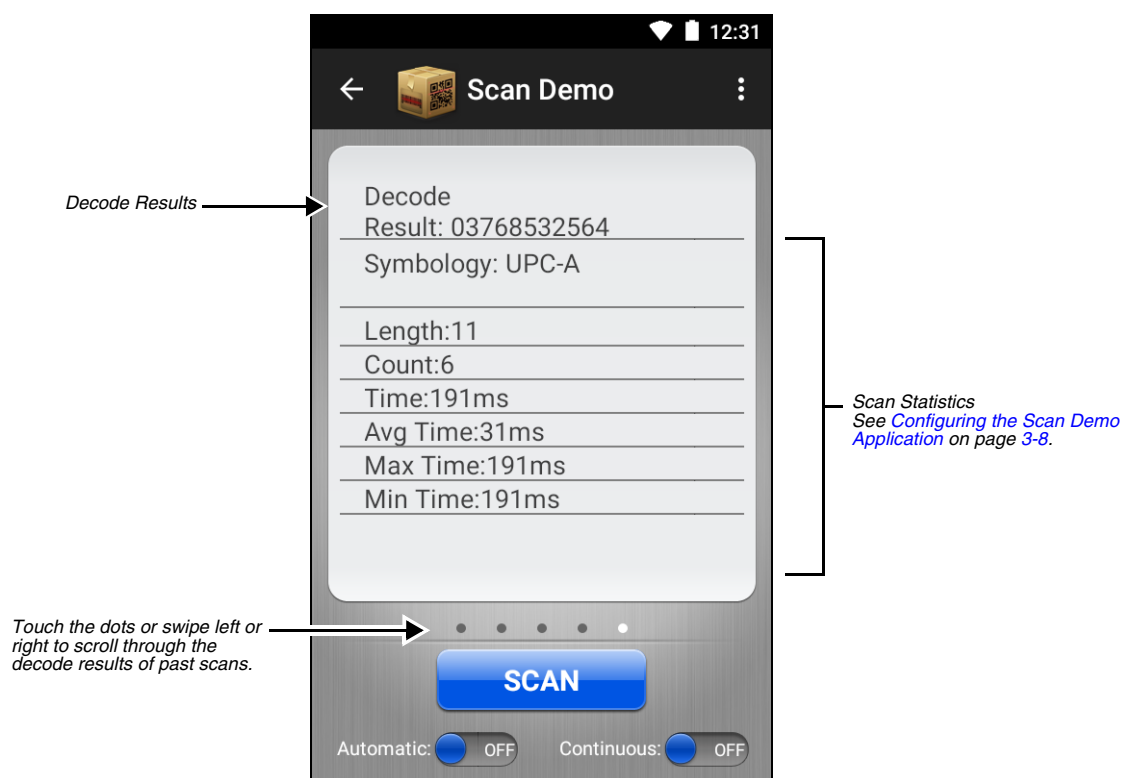 12:31
Scan Demo
Decode Results
Decode
Result: 03768532564
Symbology: UPC-A
Length:11
Count:6
Time:191ms
Avg Time:31ms
Max Time:191ms
Min Time:191ms
Scan Statistics
See Configuring the Scan Demo
Application on page 3-8.
Touch the dots or swipe left or
right to scroll through the
decode results of past scans.
SCAN
Automatic: OFF Continuous: OFF